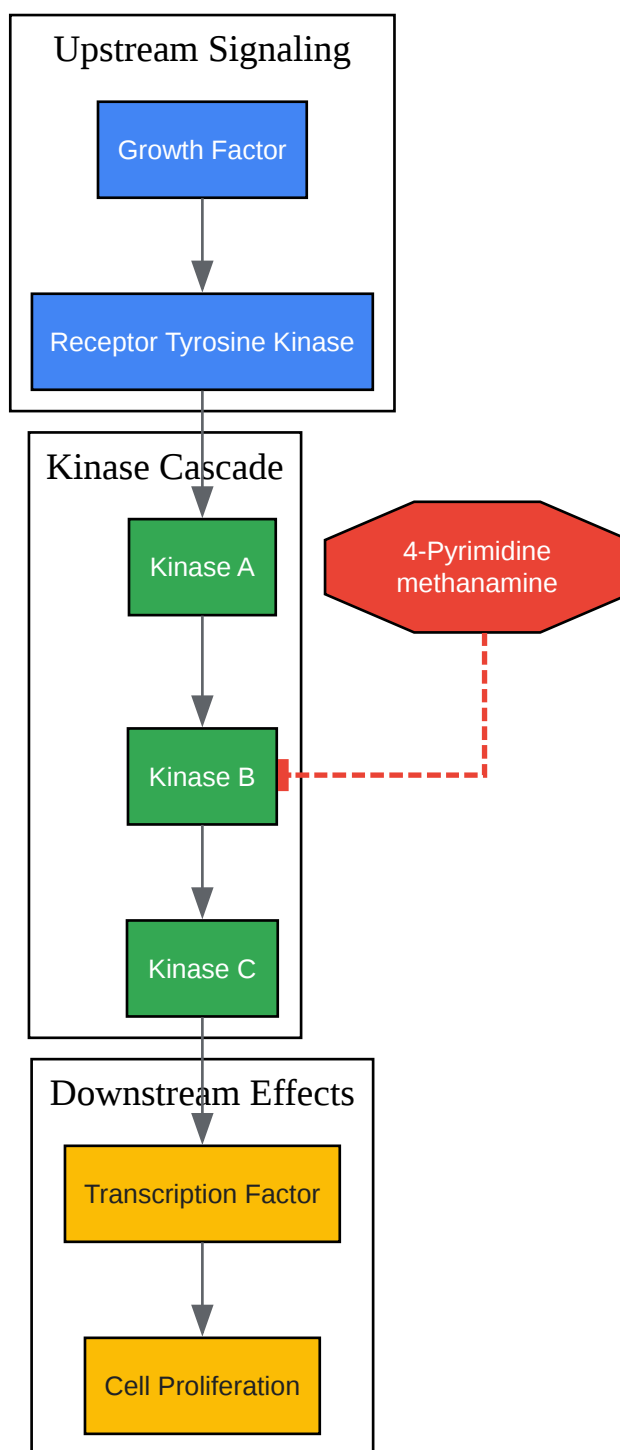 Upstream Signaling
Growth Factor
Receptor Tyrosine Kinase
Kinase Cascade
Kinase A
4-Pyrimidine
methanamine
Kinase B
Kinase C
Downstream Effects
Transcription Factor
Cell Proliferation